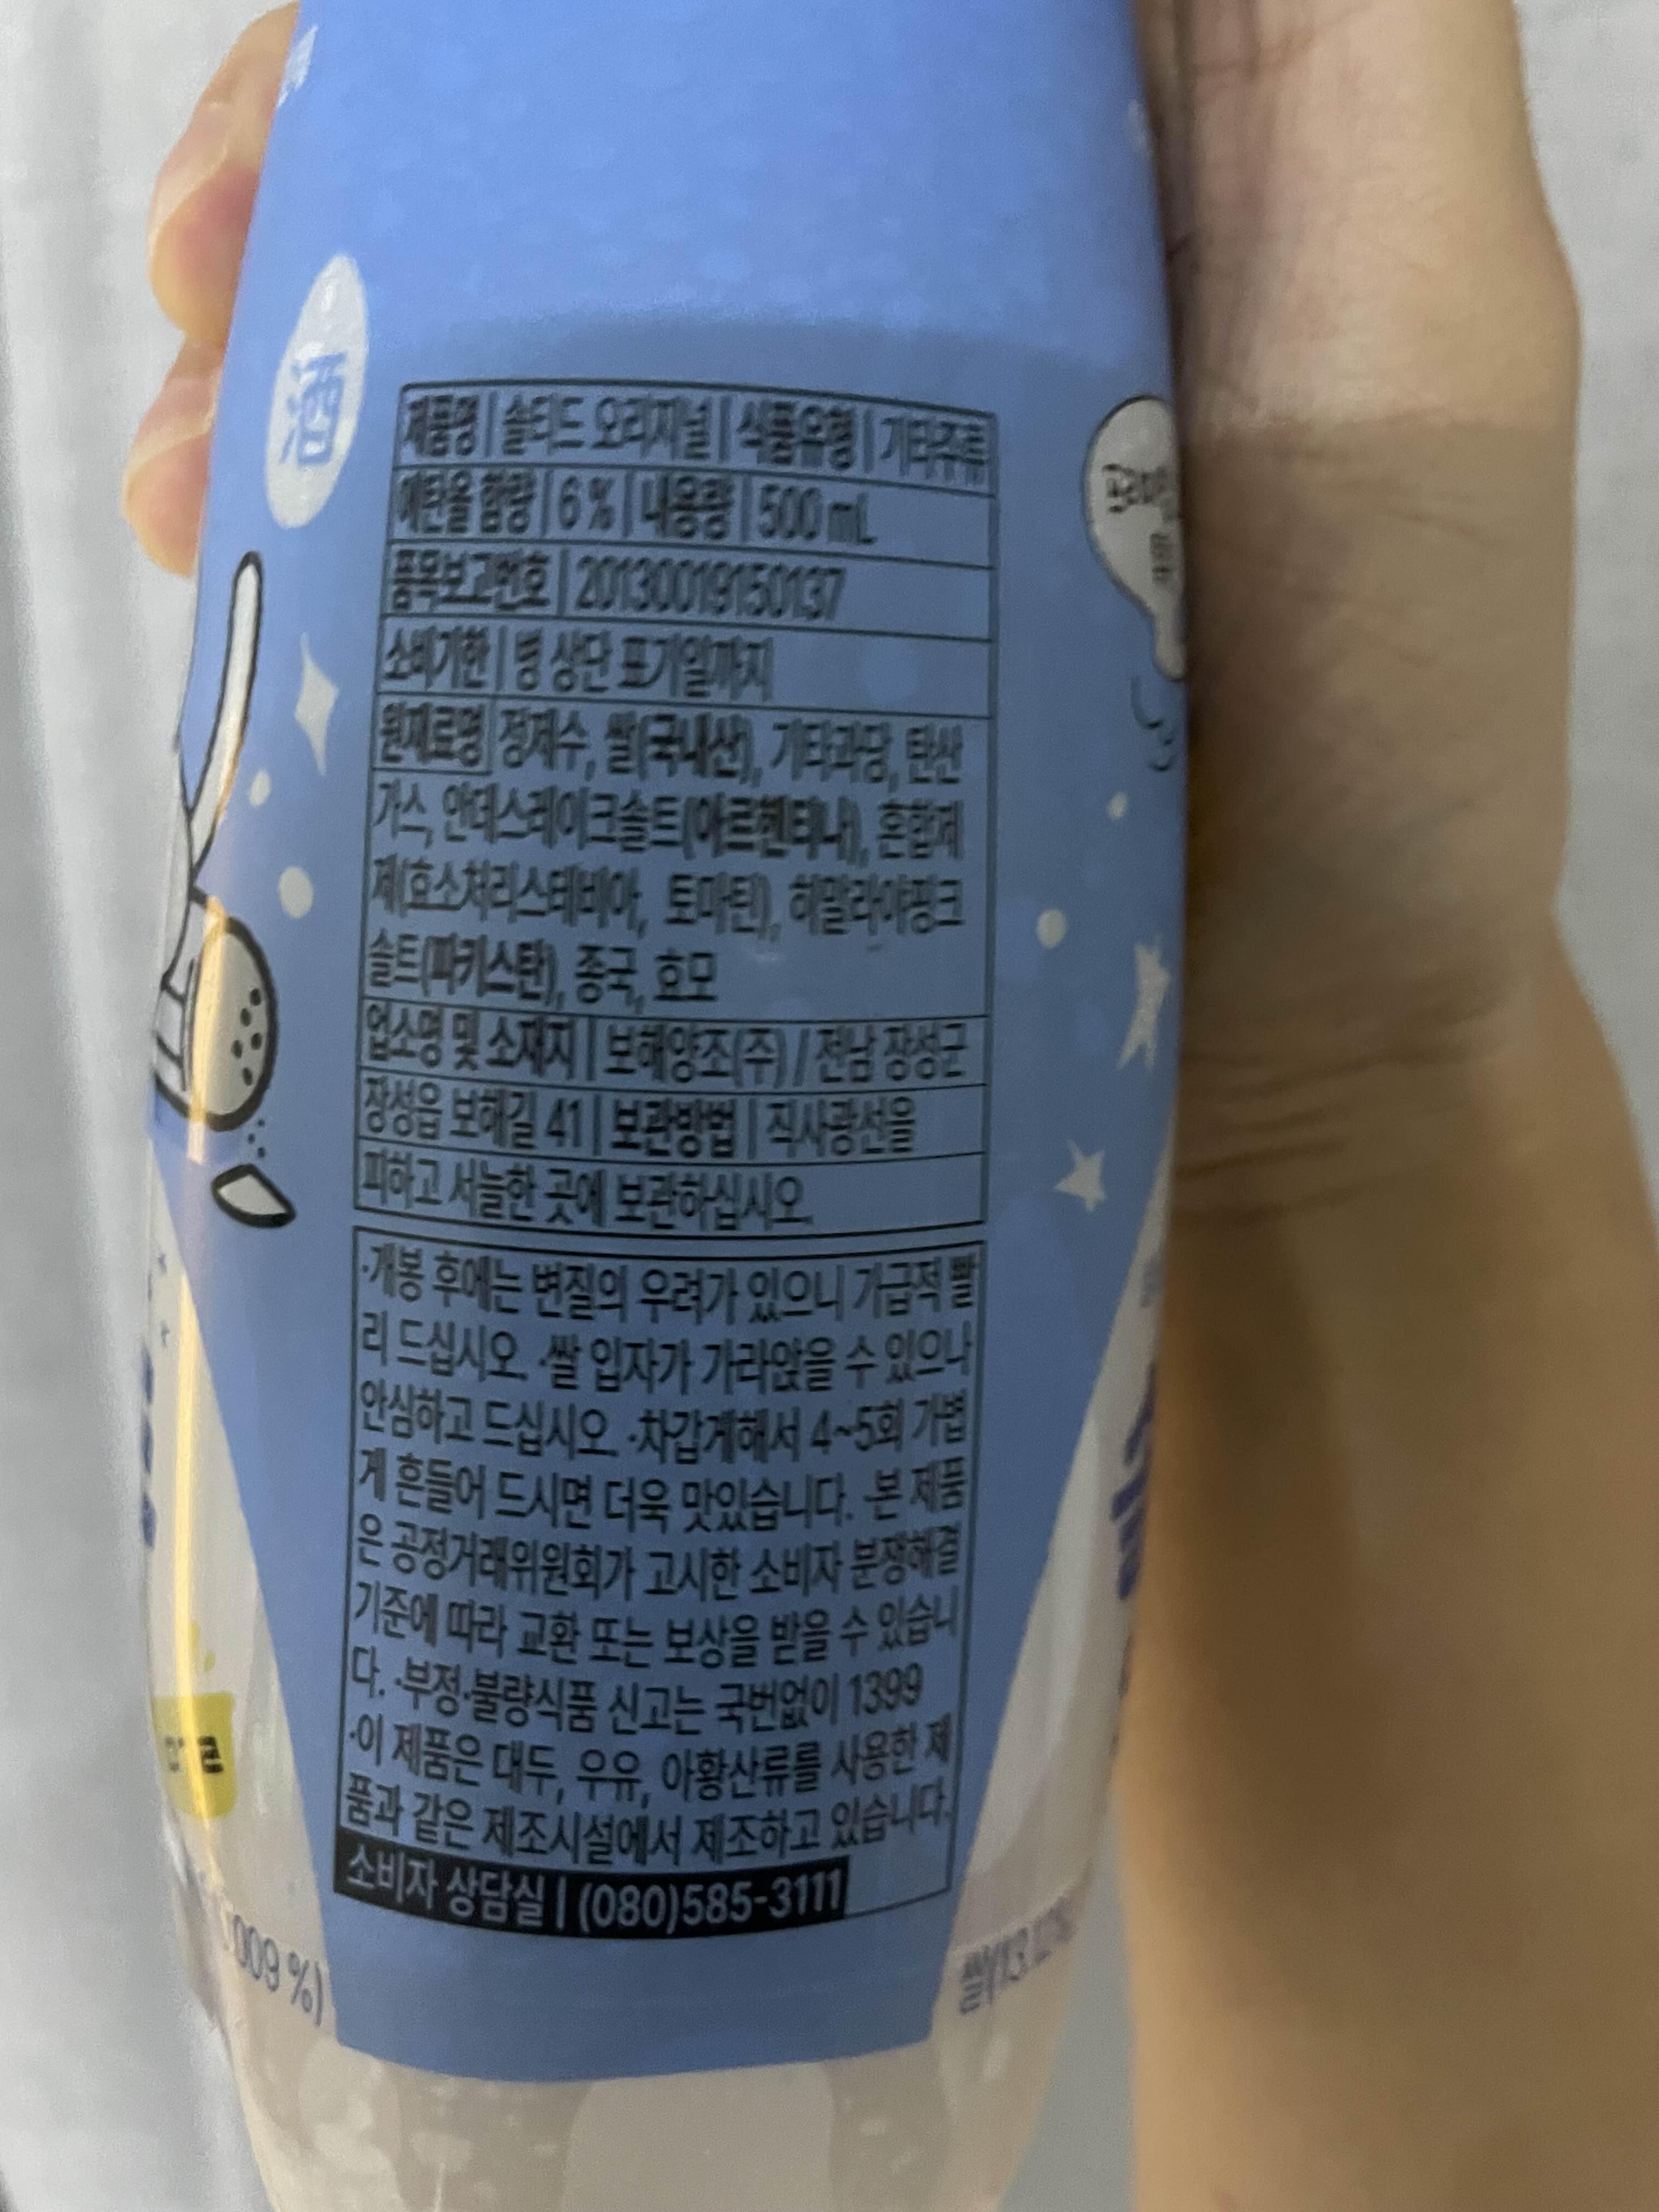 酒
제품명 | 솔티드 오리지널 | 식품유형 | 기타주류
에탄올 함량 | 6 % | 내용량 | 500 mL
품목보고번호 | 20130019150137
소비기한 | 병 상단 표기일까지
원재료명 정제수, 쌀(국내산), 기타과당, 탄산
가스, 안데스레이크솔트(아르헨티나), 혼합제
제(효소처리스테비아, 토마틴), 히말라야핑크
솔트(파키스탄), 종국, 효모
업소명 및 소재지 | 보해양조(주) / 전남 장성군
장성읍 보해길 41 | 보관방법 | 직사광선을
피하고 서늘한 곳에 보관하십시오.
·개봉 후에는 변질의 우려가 있으니 가급적 빨
리 드십시오. ·쌀 입자가 가라앉을 수 있으나
안심하고 드십시오. ·차갑게해서 4~5회 가볍
게 흔들어 드시면 더욱 맛있습니다. ·본 제품
은 공정거래위원회가 고시한 소비자 분쟁해결
기준에 따라 교환 또는 보상을 받을 수 있습니
다. ·부정·불량식품 신고는 국번없이 1399
·이 제품은 대두, 우유, 아황산류를 사용한 제
품과 같은 제조시설에서 제조하고 있습니다.
소비자 상담실 | (080)585-3111
009 %)
쌀(13.